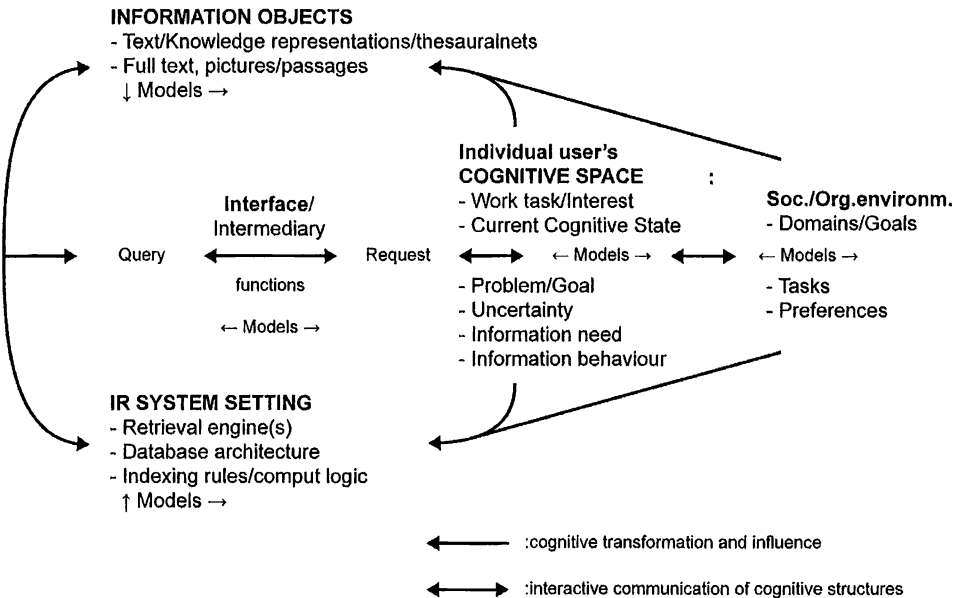 INFORMATION OBJECTS
- Text/Knowledge representations/thesauralnets
- Full text, pictures/passages
↓ Models →
Individual user's
COGNITIVE SPACE :
- Work task/Interest
- Current Cognitive State
Soc./Org.environm.
- Domains/Goals
Interface/
Intermediary
Query
Request
← Models →
← Models →
functions
← Models →
- Problem/Goal
- Uncertainty
- Information need
- Information behaviour
- Tasks
- Preferences
IR SYSTEM SETTING
- Retrieval engine(s)
- Database architecture
- Indexing rules/comput logic
↑ Models →
:cognitive transformation and influence
:interactive communication of cognitive structures